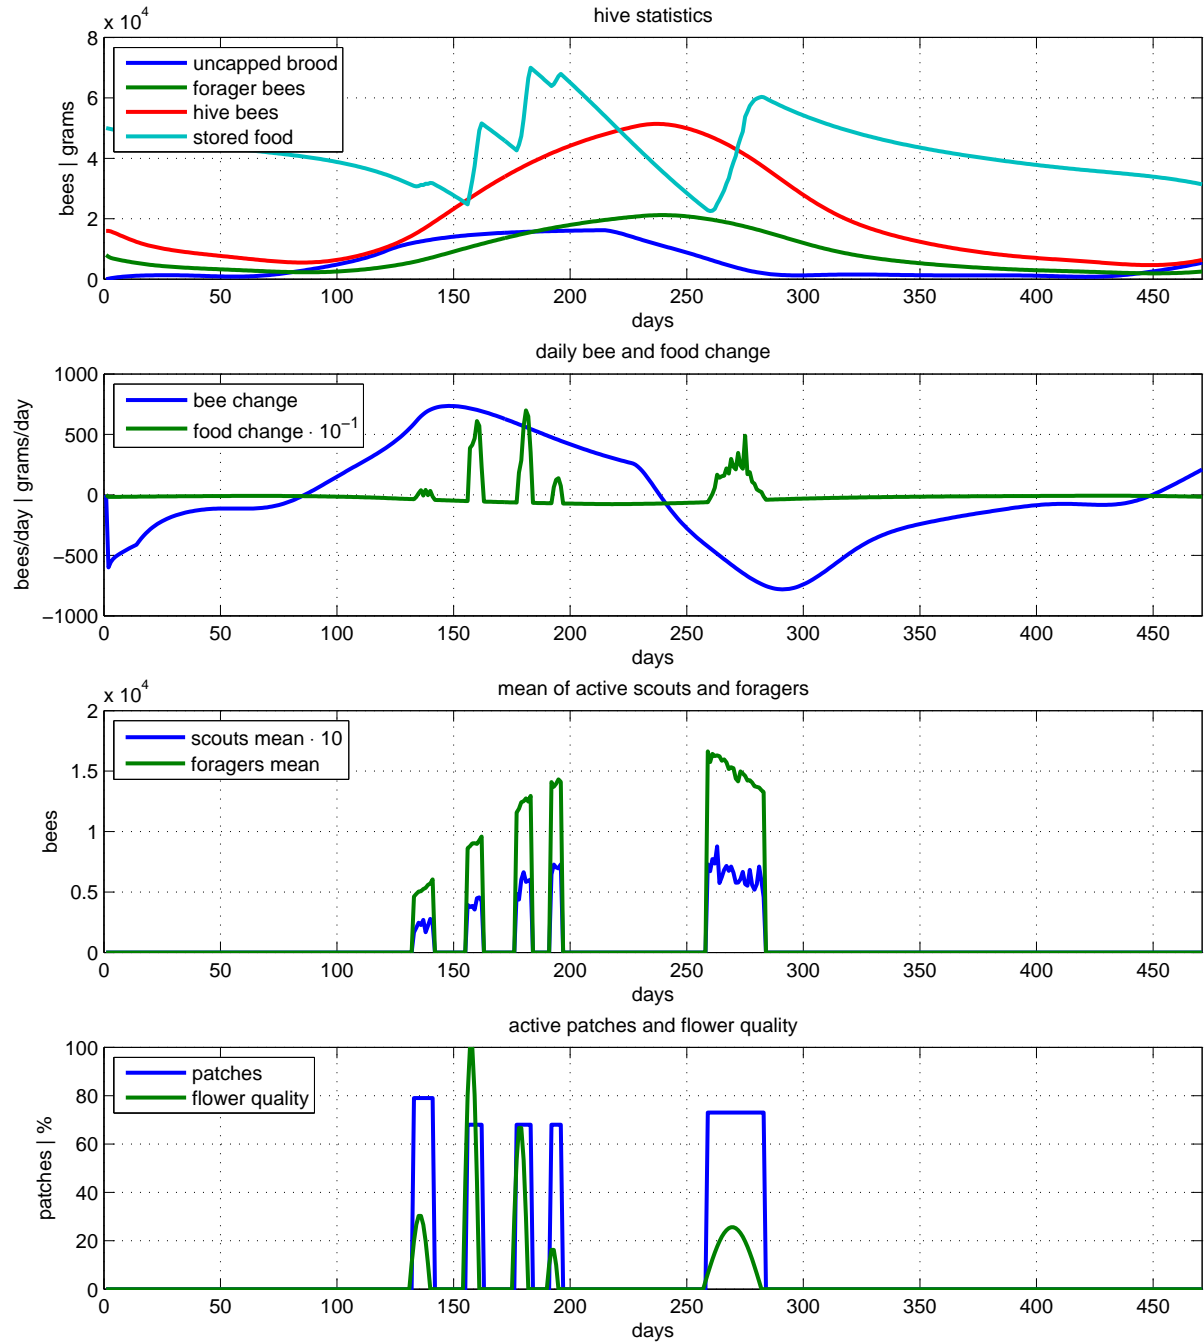 hive statistics
x 10^4
8
6
4
2
0
bees | grams
uncapped brood
forager bees
hive bees
stored food
0 50 100 150 200 250 300 350 400 450
days
daily bee and food change
1000
500
0
−500
−1000
bees/day | grams/day
bee change
food change · 10^−1
0 50 100 150 200 250 300 350 400 450
days
mean of active scouts and foragers
x 10^4
2
1.5
1
0.5
0
bees
scouts mean · 10
foragers mean
0 50 100 150 200 250 300 350 400 450
days
active patches and flower quality
100
80
60
40
20
0
patches | %
patches
flower quality
0 50 100 150 200 250 300 350 400 450
days